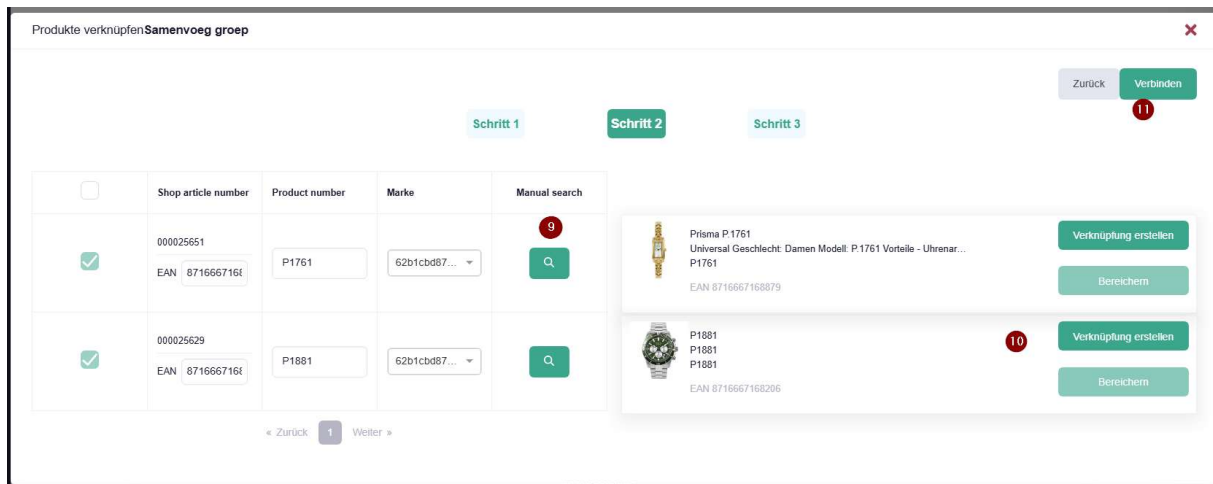 Produkte verknüpfenSamenvoeg groep
Zurück
Verbinden
11
Schritt 1
Schritt 2
Schritt 3
Shop article number
Product number
Marke
Manual search
9
000025651
EAN 871666716
P1761
62b1cbd87...
Prisma P.1761
Universal Geschlecht: Damen Modell: P.1761 Vorteile - Uhrenar...
P1761
EAN 8716667168879
Verknüpfung erstellen
Bereichern
000025629
EAN 871666716
P1881
62b1cbd87...
P1881
P1881
P1881
EAN 8716667168206
10
Verknüpfung erstellen
Bereichern
« Zurück 1 Weiter »